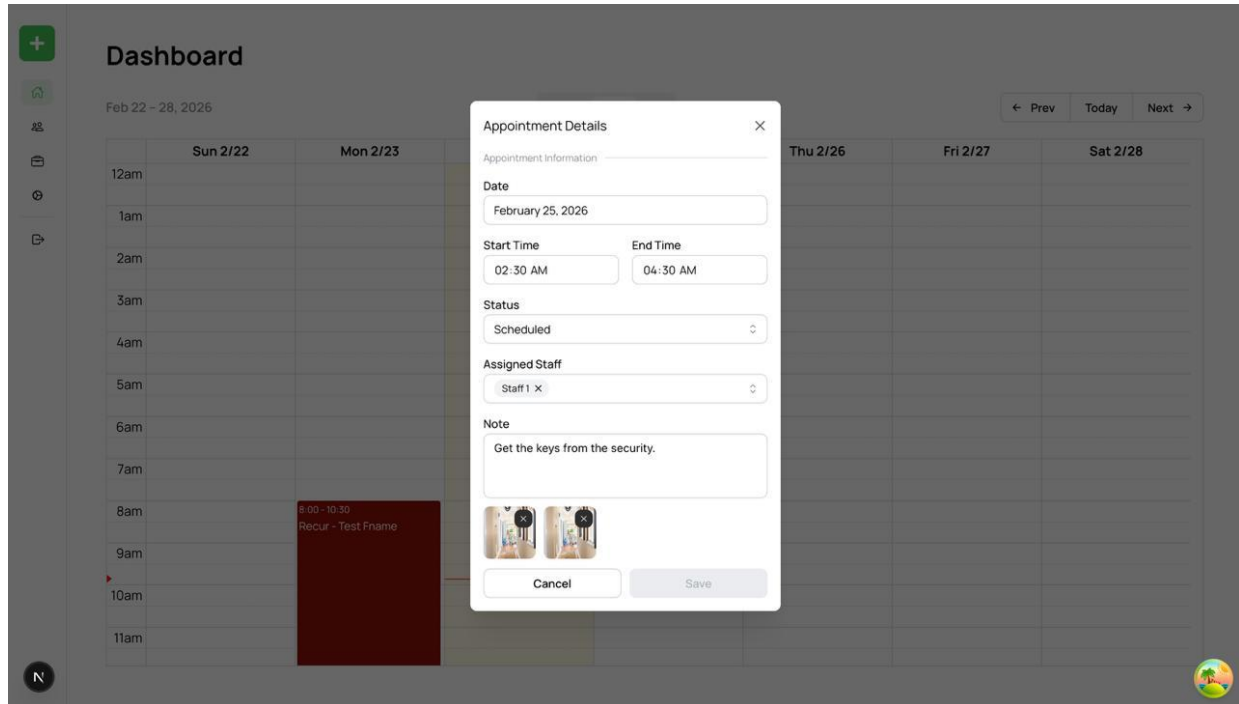 Dashboard
Feb 22 – 28, 2026
← Prev Today Next →
Sun 2/22 Mon 2/23 Thu 2/26 Fri 2/27 Sat 2/28
12am
1am
2am
3am
4am
5am
6am
7am
8am
9am
10am
11am
8:00 - 10:30
Recur - Test Fname
Appointment Details
Appointment Information
Date
February 25, 2026
Start Time End Time
02:30 AM 04:30 AM
Status
Scheduled
Assigned Staff
Staff 1
Note
Get the keys from the security.
Cancel Save
N